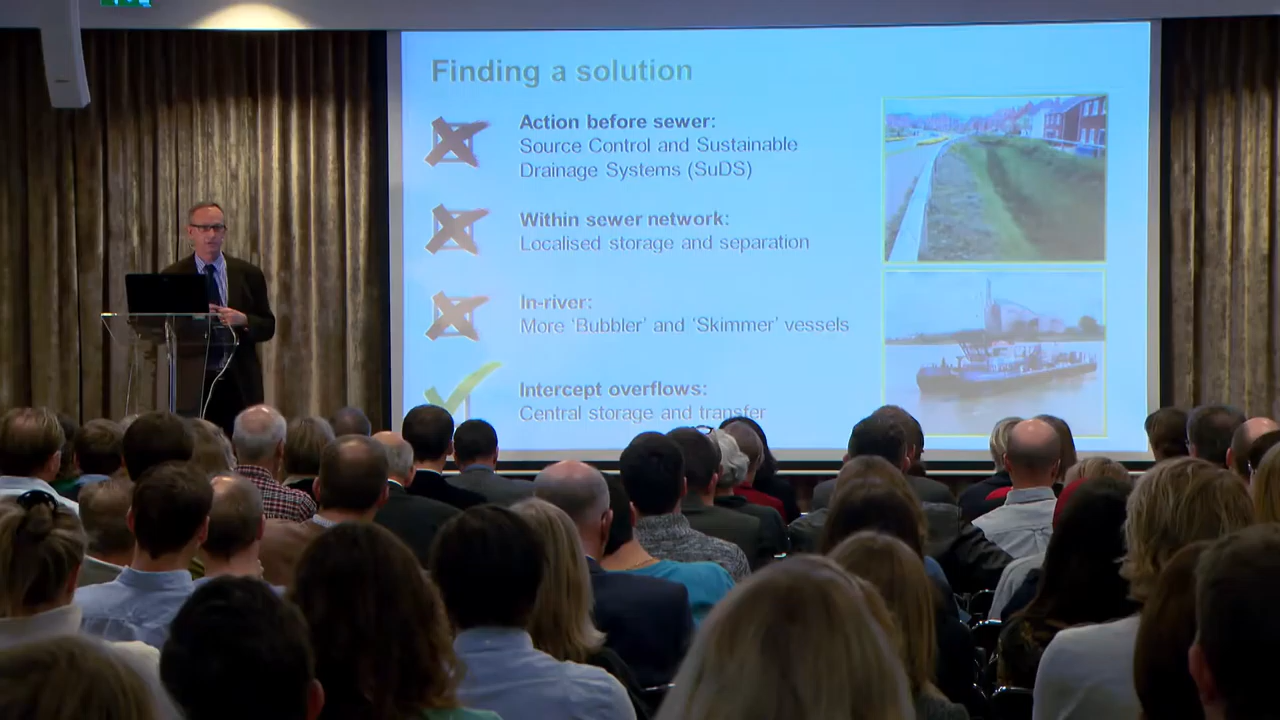 Finding a solution
Action before sewer:
Source Control and Sustainable
Drainage Systems (SuDS)
Within sewer network:
Localised storage and separation
In-river:
More ‘Bubbler’ and ‘Skimmer’ vessels
Intercept overflows:
Central storage and transfer